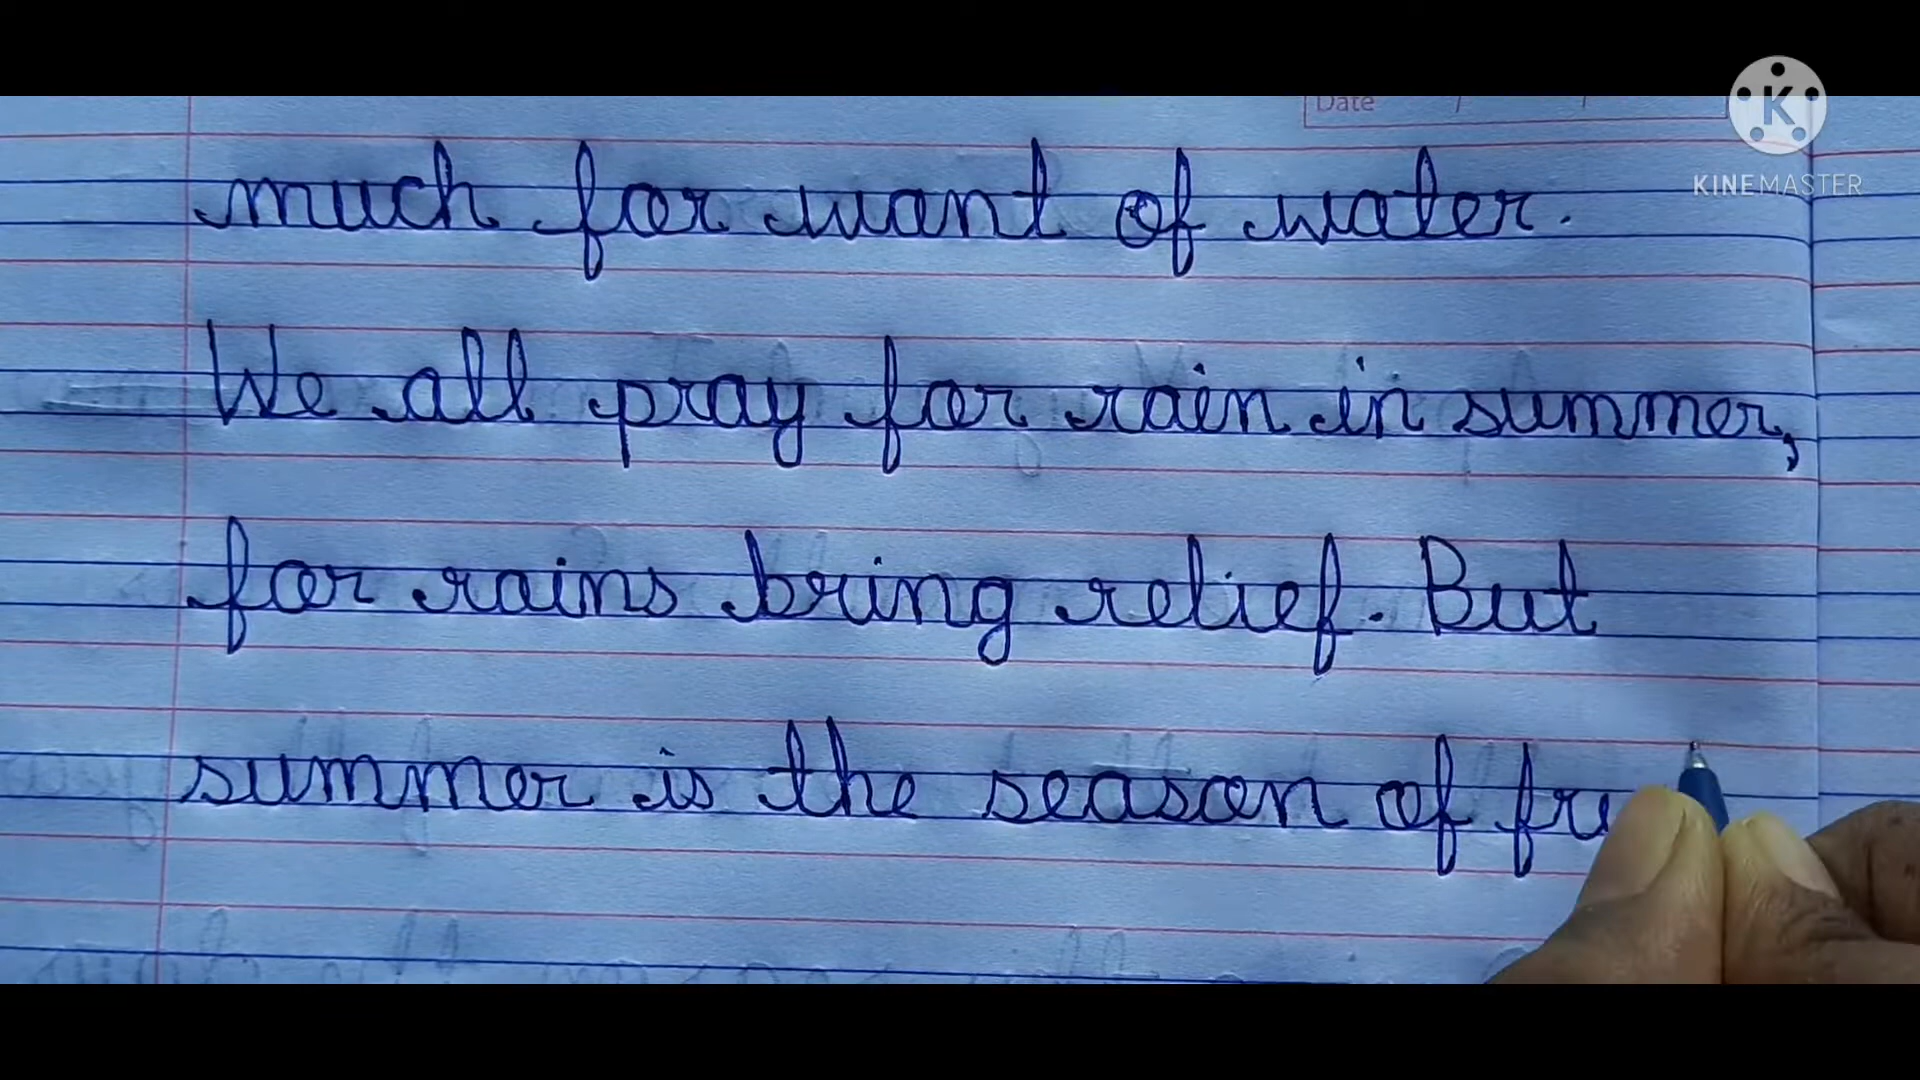 Date / /
KINEMASTER
much for want of water.
We all pray for rain in summer,
for rains bring relief. But
summer is the season of fru